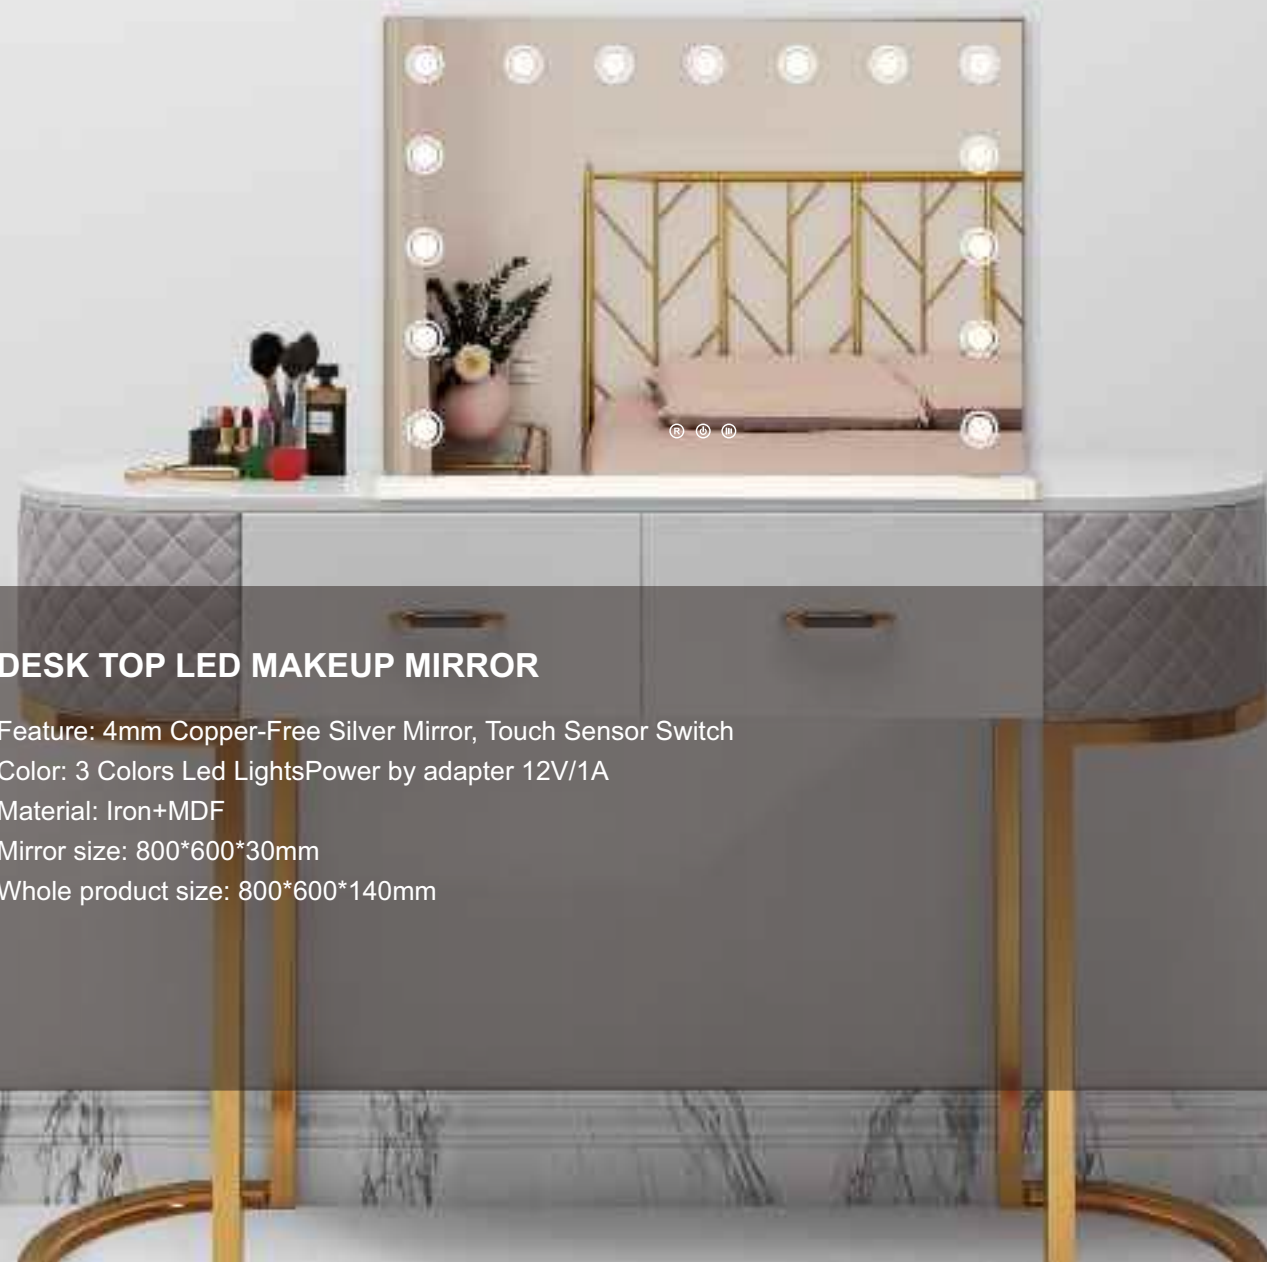 DESK TOP LED MAKEUP MIRROR
Feature: 4mm Copper-Free Silver Mirror, Touch Sensor Switch
Color: 3 Colors Led LightsPower by adapter 12V/1A
Material: Iron+MDF
Mirror size: 800*600*30mm
Whole product size: 800*600*140mm